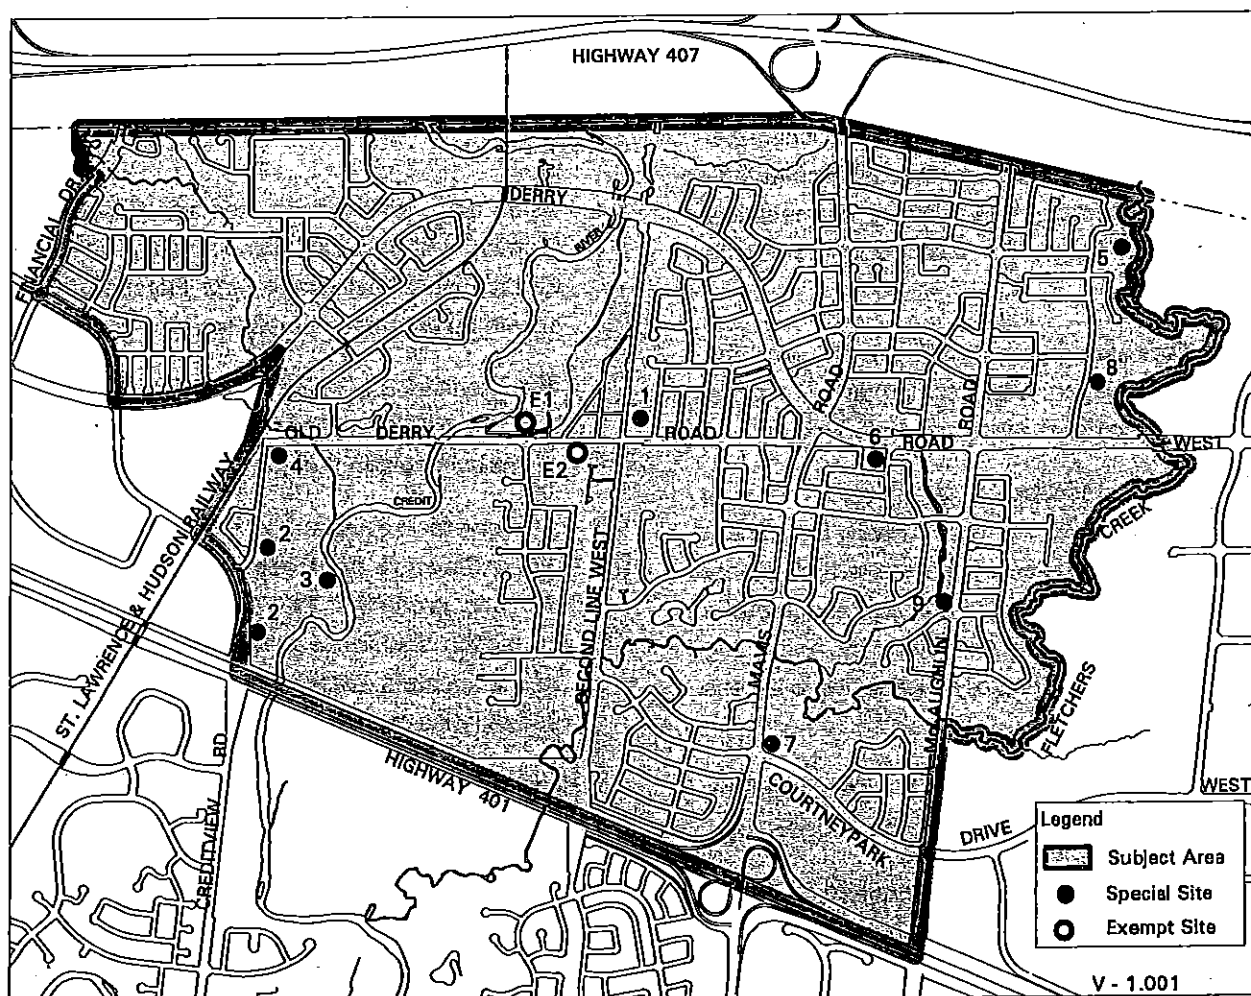 HIGHWAY 407
FINANCIAL DR.
DERRY
RIVER
5
8
E1
1
ROAD
ROAD
OLD DERRY ROAD
6
ROAD
WEST
4
E2
CREDIT
CREEK
ST. LAWRENCE & HUDSON RAILWAY
2
3
SECOND LINE WEST
9
2
MAVIS
McLAUGHLIN
FLETCHERS
CREDITVIEW RD
HIGHWAY 401
7
COURTNEYPARK
DRIVE
WEST
Legend
Subject Area
Special Site
Exempt Site
V - 1.001